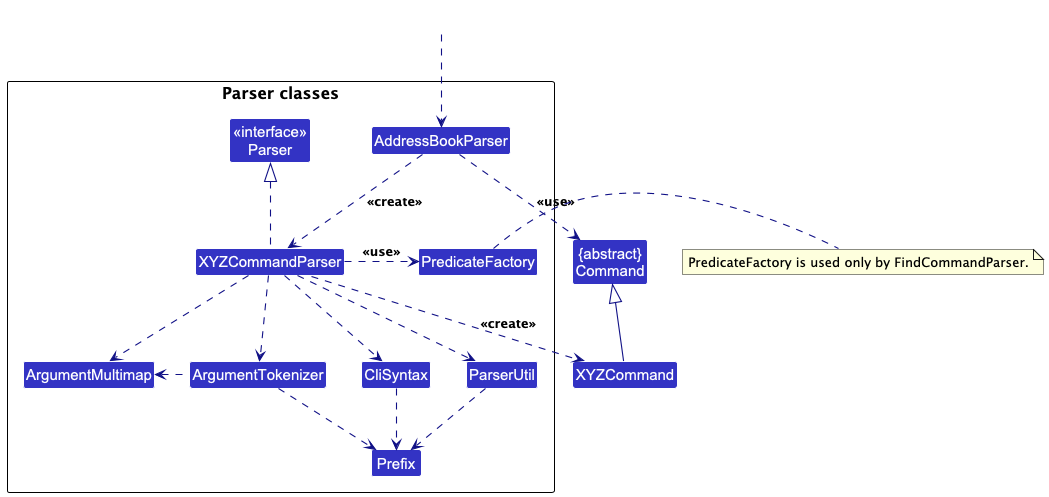 Parser classes
«interface»
Parser
AddressBookParser
«create»
«use»
XYZCommandParser
«use»
PredicateFactory
{abstract}
Command
PredicateFactory is used only by FindCommandParser.
«create»
ArgumentMultimap
ArgumentTokenizer
CliSyntax
ParserUtil
XYZCommand
Prefix